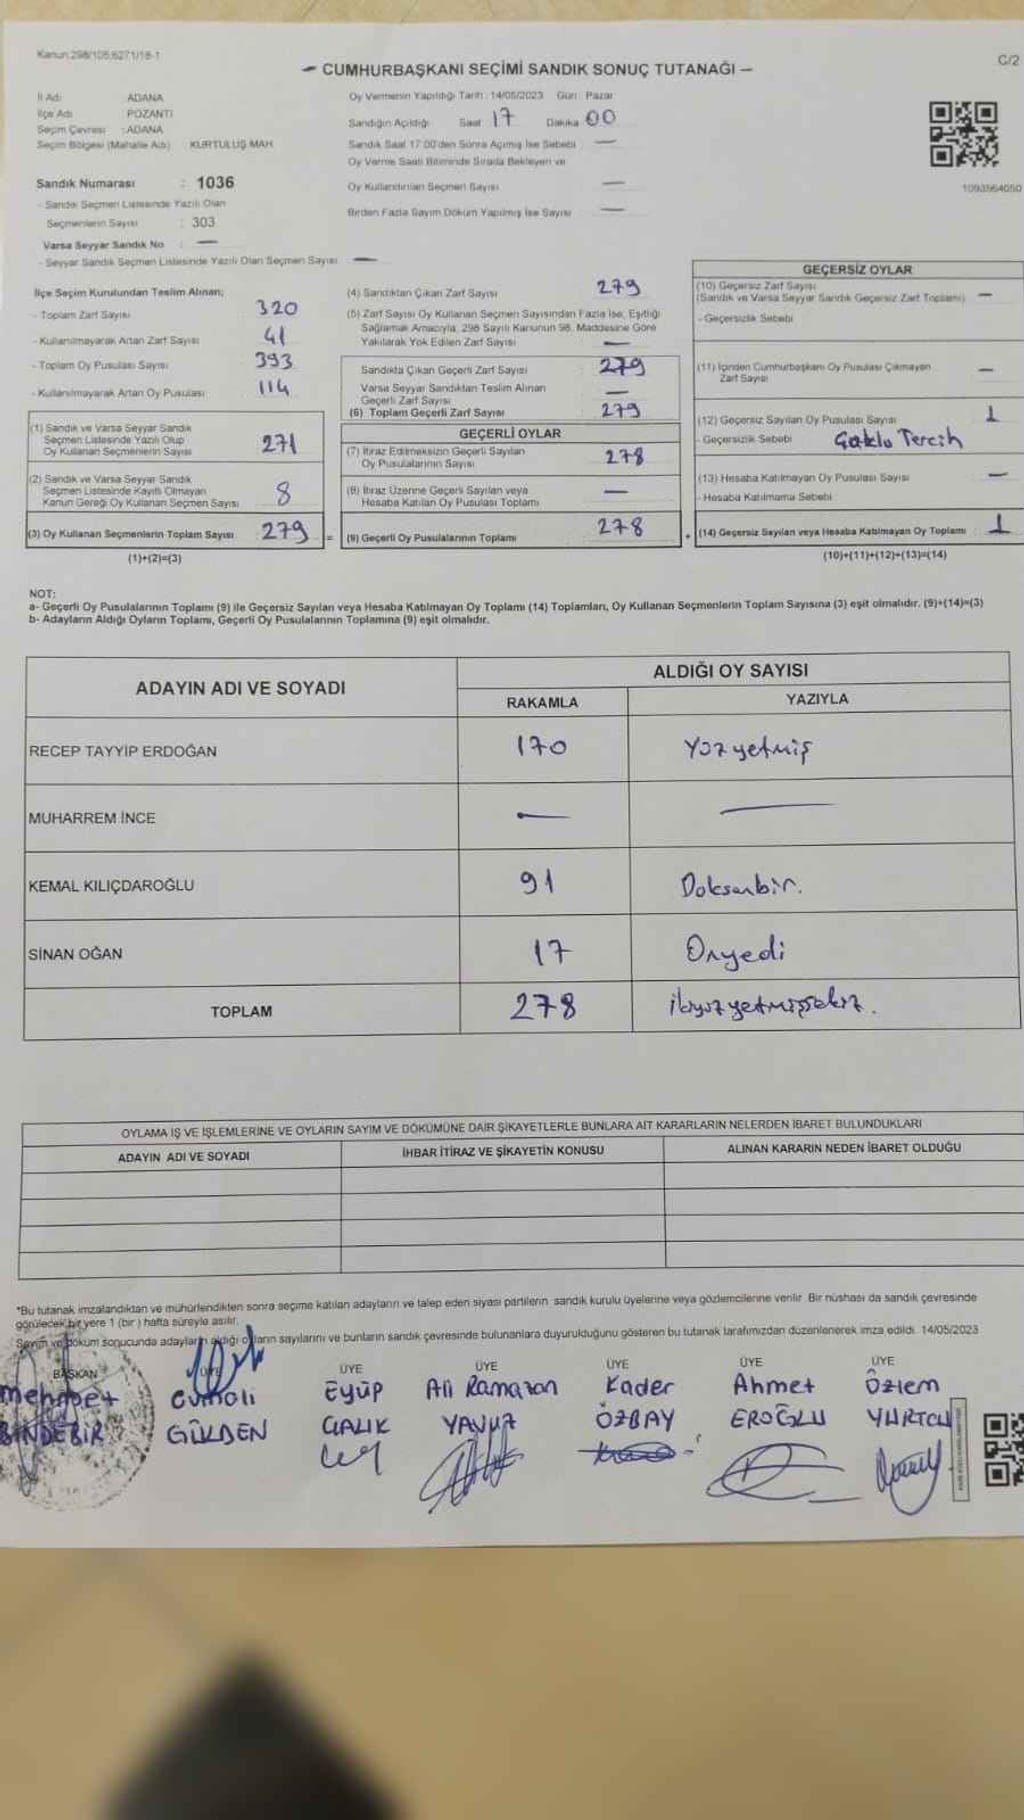 Kanun 298/105,6271/18-1
C/2
CUMHURBAŞKANI SEÇİMİ SANDIK SONUÇ TUTANAĞI
İl Adı ADANA
İlçe Adı POZANTI
Seçim Çevresi : ADANA
Seçim Bölgesi (Mahalle Adı) : KURTULUŞ MAH.
Oy Vermenin Yapıldığı Tarih : 14/05/2023 Gün : Pazar
Sandığın Açıldığı Saat 17 Dakika 00
Sandık Saat 17:00'den Sonra Açılmış İse Sebebi —
Oy Verme Saati Bitiminde Sırada Bekleyen ve
Oy Kullandırılan Seçmen Sayısı —
Birden Fazla Sayım Döküm Yapılmış İse Sayısı —
1093564050
Sandık Numarası : 1036
- Sandık Seçmen Listesinde Yazılı Olan
Seçmenlerin Sayısı : 303
Varsa Seyyar Sandık No : —
- Seyyar Sandık Seçmen Listesinde Yazılı Olan Seçmen Sayısı —
İlçe Seçim Kurulundan Teslim Alınan;
- Toplam Zarf Sayısı 320
- Kullanılmayarak Artan Zarf Sayısı 41
- Toplam Oy Pusulası Sayısı 393
- Kullanılmayarak Artan Oy Pusulası 114
(1) Sandık ve Varsa Seyyar Sandık
Seçmen Listesinde Yazılı Olup
Oy Kullanan Seçmenlerin Sayısı 271
(2) Sandık ve Varsa Seyyar Sandık
Seçmen Listesinde Kayıtlı Olmayan
Kanun Gereği Oy Kullanan Seçmen Sayısı 8
(3) Oy Kullanan Seçmenlerin Toplam Sayısı 279 =
(1)+(2)=(3)
(4) Sandıktan Çıkan Zarf Sayısı 279
(5) Zarf Sayısı Oy Kullanan Seçmen Sayısından Fazla İse, Eşitliği
Sağlamak Amacıyla, 298 Sayılı Kanunun 98. Maddesine Göre
Yakılarak Yok Edilen Zarf Sayısı —
Sandıkta Çıkan Geçerli Zarf Sayısı 279
Varsa Seyyar Sandıktan Teslim Alınan
Geçerli Zarf Sayısı —
(6) Toplam Geçerli Zarf Sayısı 279
GEÇERLİ OYLAR
(7) İtiraz Edilmeksizin Geçerli Sayılan
Oy Pusulalarının Sayısı 278
(8) İtiraz Üzerine Geçerli Sayılan veya
Hesaba Katılan Oy Pusulası Toplamı —
(9) Geçerli Oy Pusulalarının Toplamı 278 +
GEÇERSİZ OYLAR
(10) Geçersiz Zarf Sayısı
(Sandık ve Varsa Seyyar Sandık Geçersiz Zarf Toplamı) —
- Geçersizlik Sebebi
(11) İçinden Cumhurbaşkanı Oy Pusulası Çıkmayan
Zarf Sayısı —
(12) Geçersiz Sayılan Oy Pusulası Sayısı 1
- Geçersizlik Sebebi Çoklu Tercih
(13) Hesaba Katılmayan Oy Pusulası Sayısı —
- Hesaba Katılmama Sebebi
(14) Geçersiz Sayılan veya Hesaba Katılmayan Oy Toplamı : 1
(10)+(11)+(12)+(13)=(14)
NOT:
a- Geçerli Oy Pusulalarının Toplamı (9) ile Geçersiz Sayılan veya Hesaba Katılmayan Oy Toplamı (14) Toplamları, Oy Kullanan Seçmenlerin Toplam Sayısına (3) eşit olmalıdır. (9)+(14)=(3)
b- Adayların Aldığı Oyların Toplamı, Geçerli Oy Pusulalarının Toplamına (9) eşit olmalıdır.
ADAYIN ADI VE SOYADI ALDIĞI OY SAYISI
RAKAMLA YAZIYLA
RECEP TAYYİP ERDOĞAN 170 Yüzyetmiş
MUHARREM İNCE — —
KEMAL KILIÇDAROĞLU 91 Doksanbir.
SİNAN OĞAN 17 Onyedi
TOPLAM 278 ikiyüzyetmişsekiz.
OYLAMA İŞ VE İŞLEMLERİNE VE OYLARIN SAYIM VE DÖKÜMÜNE DAİR ŞİKAYETLERLE BUNLARA AİT KARARLARIN NELERDEN İBARET BULUNDUKLARI
ADAYIN ADI VE SOYADI İHBAR İTİRAZ VE ŞİKAYETİN KONUSU ALINAN KARARIN NEDEN İBARET OLDUĞU
*Bu tutanak imzalandıktan ve mühürlendikten sonra seçime katılan adayların ve talep eden siyasi partilerin sandık kurulu üyelerine veya gözlemcilerine verilir. Bir nüshası da sandık çevresinde
görülecek bir yere 1 (bir) hafta süreyle asılır.
Sayım ve döküm sonucunda adayların aldığı oyların sayılarını ve bunların sandık çevresinde bulunanlara duyurulduğunu gösteren bu tutanak tarafımızdan düzenlenerek imza edildi. 14/05/2023
BAŞKAN ÜYE ÜYE ÜYE ÜYE ÜYE ÜYE
Mehmet Cumali Eyüp Ali Ramazan Kader Ahmet Özlem
BİNDEBİR GÜLDEN ÇALIK YAVUZ ÖZBAY EROĞLU